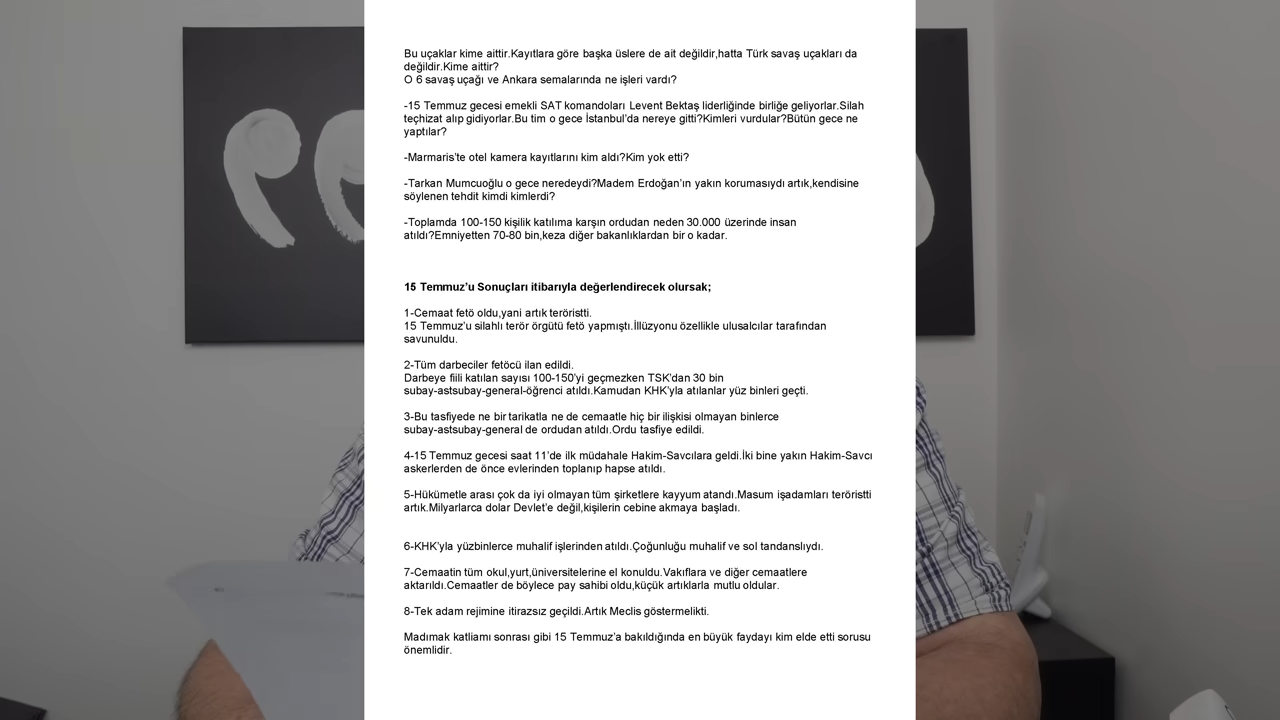 Bu uçaklar kime aittir.Kayıtlara göre başka üslere de ait değildir,hatta Türk savaş uçakları da
değildir.Kime aittir?
O 6 savaş uçağı ve Ankara semalarında ne işleri vardı?
-15 Temmuz gecesi emekli SAT komandoları Levent Bektaş liderliğinde birliğe geliyorlar.Silah
teçhizat alıp gidiyorlar.Bu tim o gece İstanbul'da nereye gitti?Kimleri vurdular?Bütün gece ne
yaptılar?
-Marmaris'te otel kamera kayıtlarını kim aldı?Kim yok etti?
-Tarkan Mumcuoğlu o gece neredeydi?Madem Erdoğan'ın yakın korumasıydı artık,kendisine
söylenen tehdit kimdi kimlerdi?
-Toplamda 100-150 kişilik katılıma karşın ordudan neden 30.000 üzerinde insan
atıldı?Emniyetten 70-80 bin,keza diğer bakanlıklardan bir o kadar.
15 Temmuz'u Sonuçları itibarıyla değerlendirecek olursak;
1-Cemaat fetö oldu,yani artık teröristti.
15 Temmuz'u silahlı terör örgütü fetö yapmıştı.İllüzyonu özellikle ulusalcılar tarafından
savunuldu.
2-Tüm darbeciler fetöcü ilan edildi.
Darbeye fiili katılan sayısı 100-150'yi geçmezken TSK'dan 30 bin
subay-astsubay-general-öğrenci atıldı.Kamudan KHK'yla atılanlar yüz binleri geçti.
3-Bu tasfiyede ne bir tarikatla ne de cemaatle hiç bir ilişkisi olmayan binlerce
subay-astsubay-general de ordudan atıldı.Ordu tasfiye edildi.
4-15 Temmuz gecesi saat 11'de ilk müdahale Hakim-Savcılara geldi.İki bine yakın Hakim-Savcı
askerlerden de önce evlerinden toplanıp hapse atıldı.
5-Hükümetle arası çok da iyi olmayan tüm şirketlere kayyum atandı.Masum işadamları teröristti
artık.Milyarlarca dolar Devlet'e değil,kişilerin cebine akmaya başladı.
6-KHK'yla yüzbinlerce muhalif işlerinden atıldı.Çoğunluğu muhalif ve sol tandanslıydı.
7-Cemaatin tüm okul,yurt,üniversitelerine el konuldu.Vakıflara ve diğer cemaatlere
aktarıldı.Cemaatler de böylece pay sahibi oldu,küçük artıklarla mutlu oldular.
8-Tek adam rejimine itirazsız geçildi.Artık Meclis göstermelikti.
Madımak katliamı sonrası gibi 15 Temmuz'a bakıldığında en büyük faydayı kim elde etti sorusu
önemlidir.